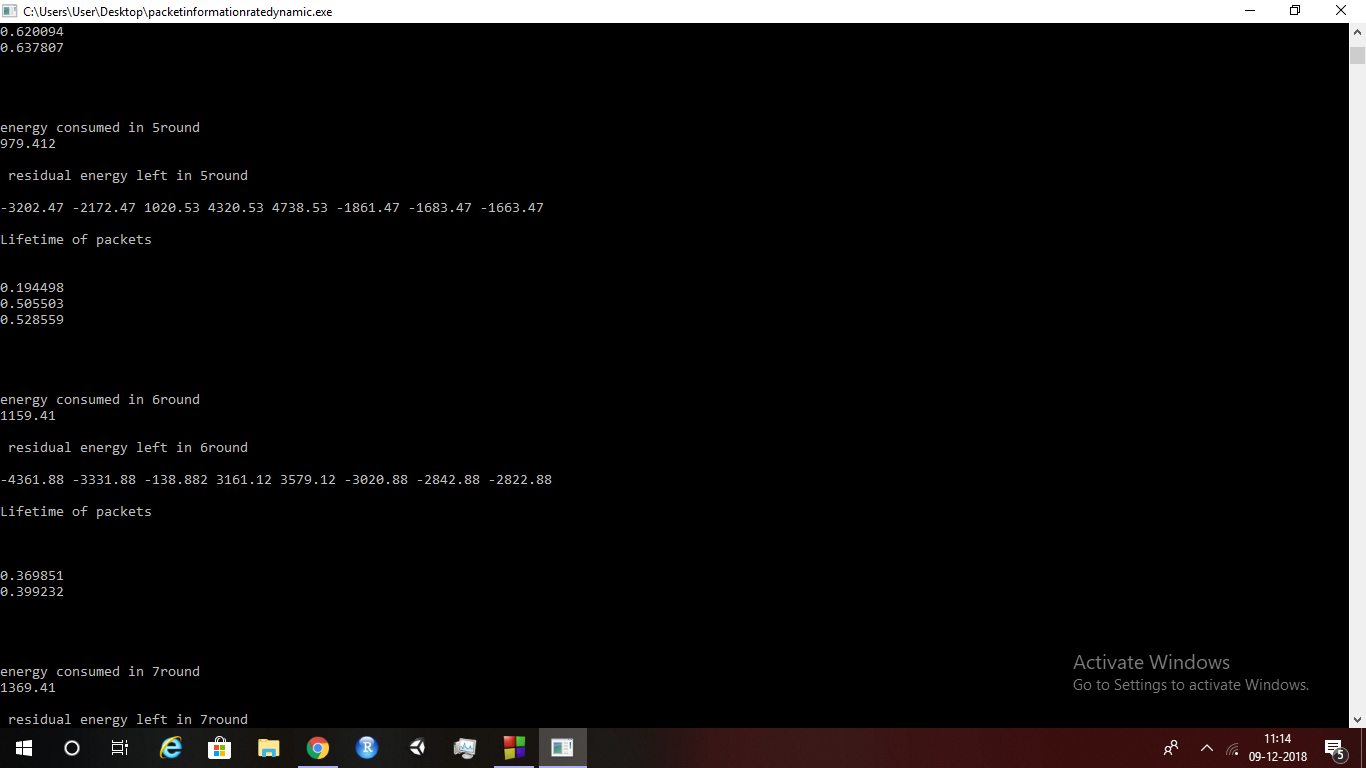 C:\Users\User\Desktop\packetinformationratedynamic.exe
0.620094
0.637807
energy consumed in 5round
979.412
residual energy left in 5round
-3202.47 -2172.47 1020.53 4320.53 4738.53 -1861.47 -1683.47 -1663.47
Lifetime of packets
0.194498
0.505503
0.528559
energy consumed in 6round
1159.41
residual energy left in 6round
-4361.88 -3331.88 -138.882 3161.12 3579.12 -3020.88 -2842.88 -2822.88
Lifetime of packets
0.369851
0.399232
energy consumed in 7round
1369.41
residual energy left in 7round
Activate Windows
Go to Settings to activate Windows.
R
11:14
09-12-2018
5